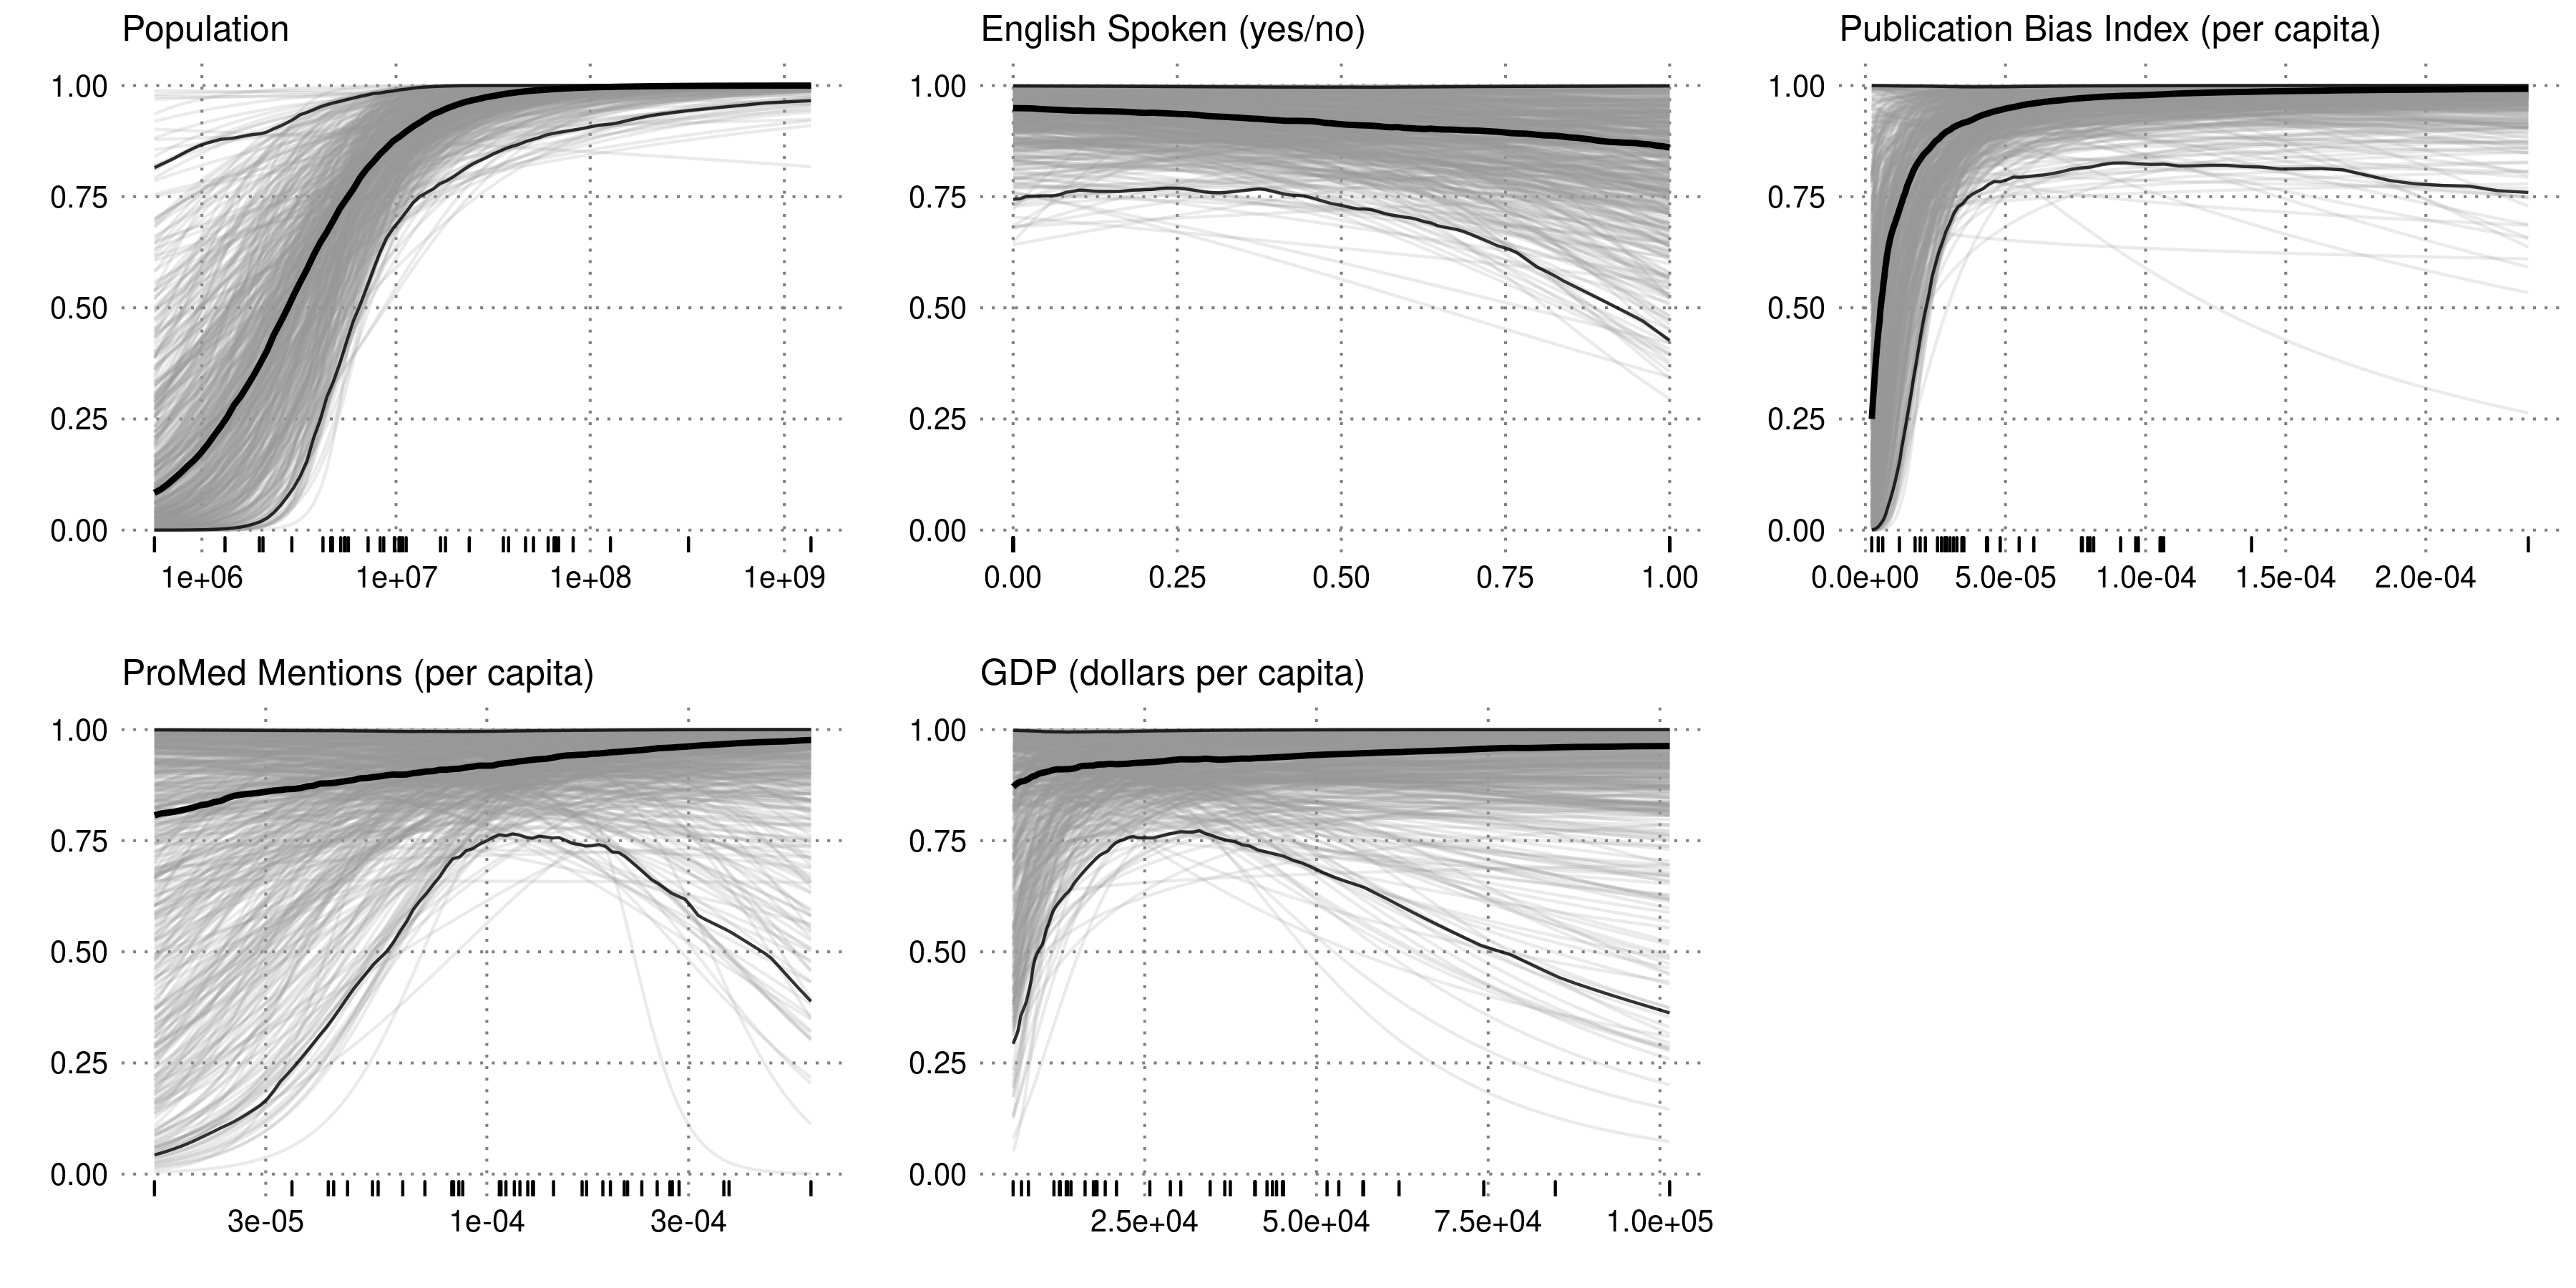 Population
1.00
0.75
0.50
0.25
0.00
1e+06 1e+07 1e+08 1e+09
English Spoken (yes/no)
1.00
0.75
0.50
0.25
0.00
0.00 0.25 0.50 0.75 1.00
Publication Bias Index (per capita)
1.00
0.75
0.50
0.25
0.00
0.0e+00 5.0e-05 1.0e-04 1.5e-04 2.0e-04
ProMed Mentions (per capita)
1.00
0.75
0.50
0.25
0.00
3e-05 1e-04 3e-04
GDP (dollars per capita)
1.00
0.75
0.50
0.25
0.00
2.5e+04 5.0e+04 7.5e+04 1.0e+05